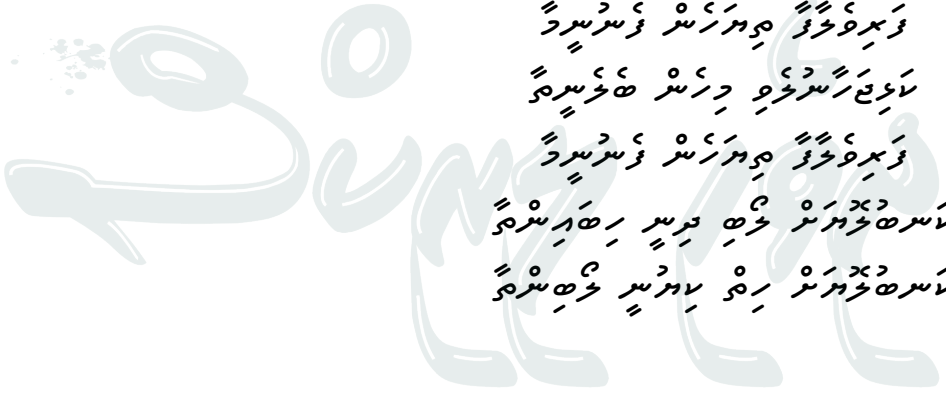 ފަރިވެލާފާ ތިޔަހެން ފެނުނީމާ
ކަޅިޖަހާނުލެވި މިހެން ބެލެނީތާ
ފަރިވެލާފާ ތިޔަހެން ފެނުނީމާ
ކަނބުލޮޔަށް ލޯބި ދިނީ ހިބައިންތާ
ކަނބުލޮޔަށް ހިތް ކިޔުނީ ލޯބިންތާ